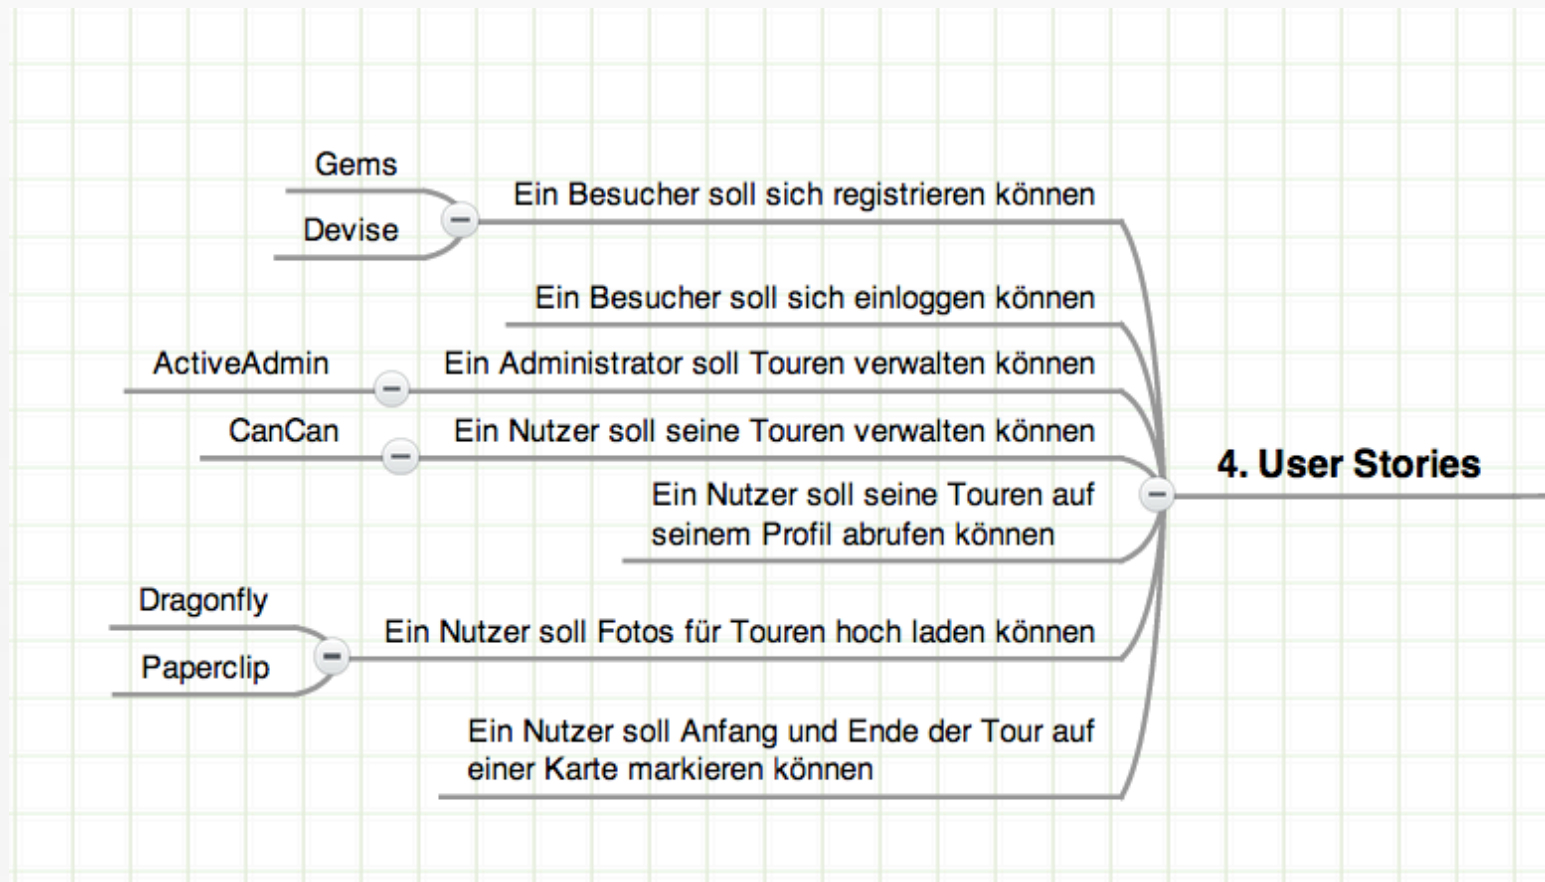 Gems
Devise
Ein Besucher soll sich registrieren können
Ein Besucher soll sich einloggen können
ActiveAdmin
Ein Administrator soll Touren verwalten können
CanCan
Ein Nutzer soll seine Touren verwalten können
4. User Stories
Ein Nutzer soll seine Touren auf
seinem Profil abrufen können
Dragonfly
Paperclip
Ein Nutzer soll Fotos für Touren hoch laden können
Ein Nutzer soll Anfang und Ende der Tour auf
einer Karte markieren können